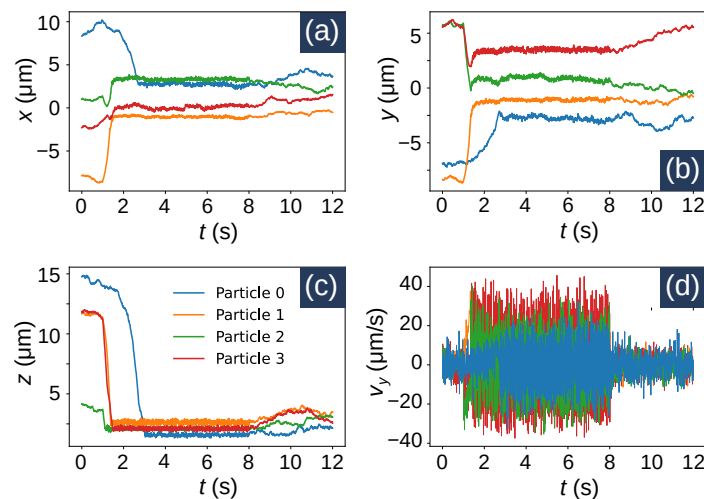 (a)
x (μm)
10
5
0
−5
0 2 4 6 8 10 12
t (s)
(b)
y (μm)
5
0
−5
0 2 4 6 8 10 12
t (s)
(c)
z (μm)
15
10
5
Particle 0
Particle 1
Particle 2
Particle 3
0 2 4 6 8 10 12
t (s)
(d)
v_y (μm/s)
40
20
0
−20
−40
0 2 4 6 8 10 12
t (s)